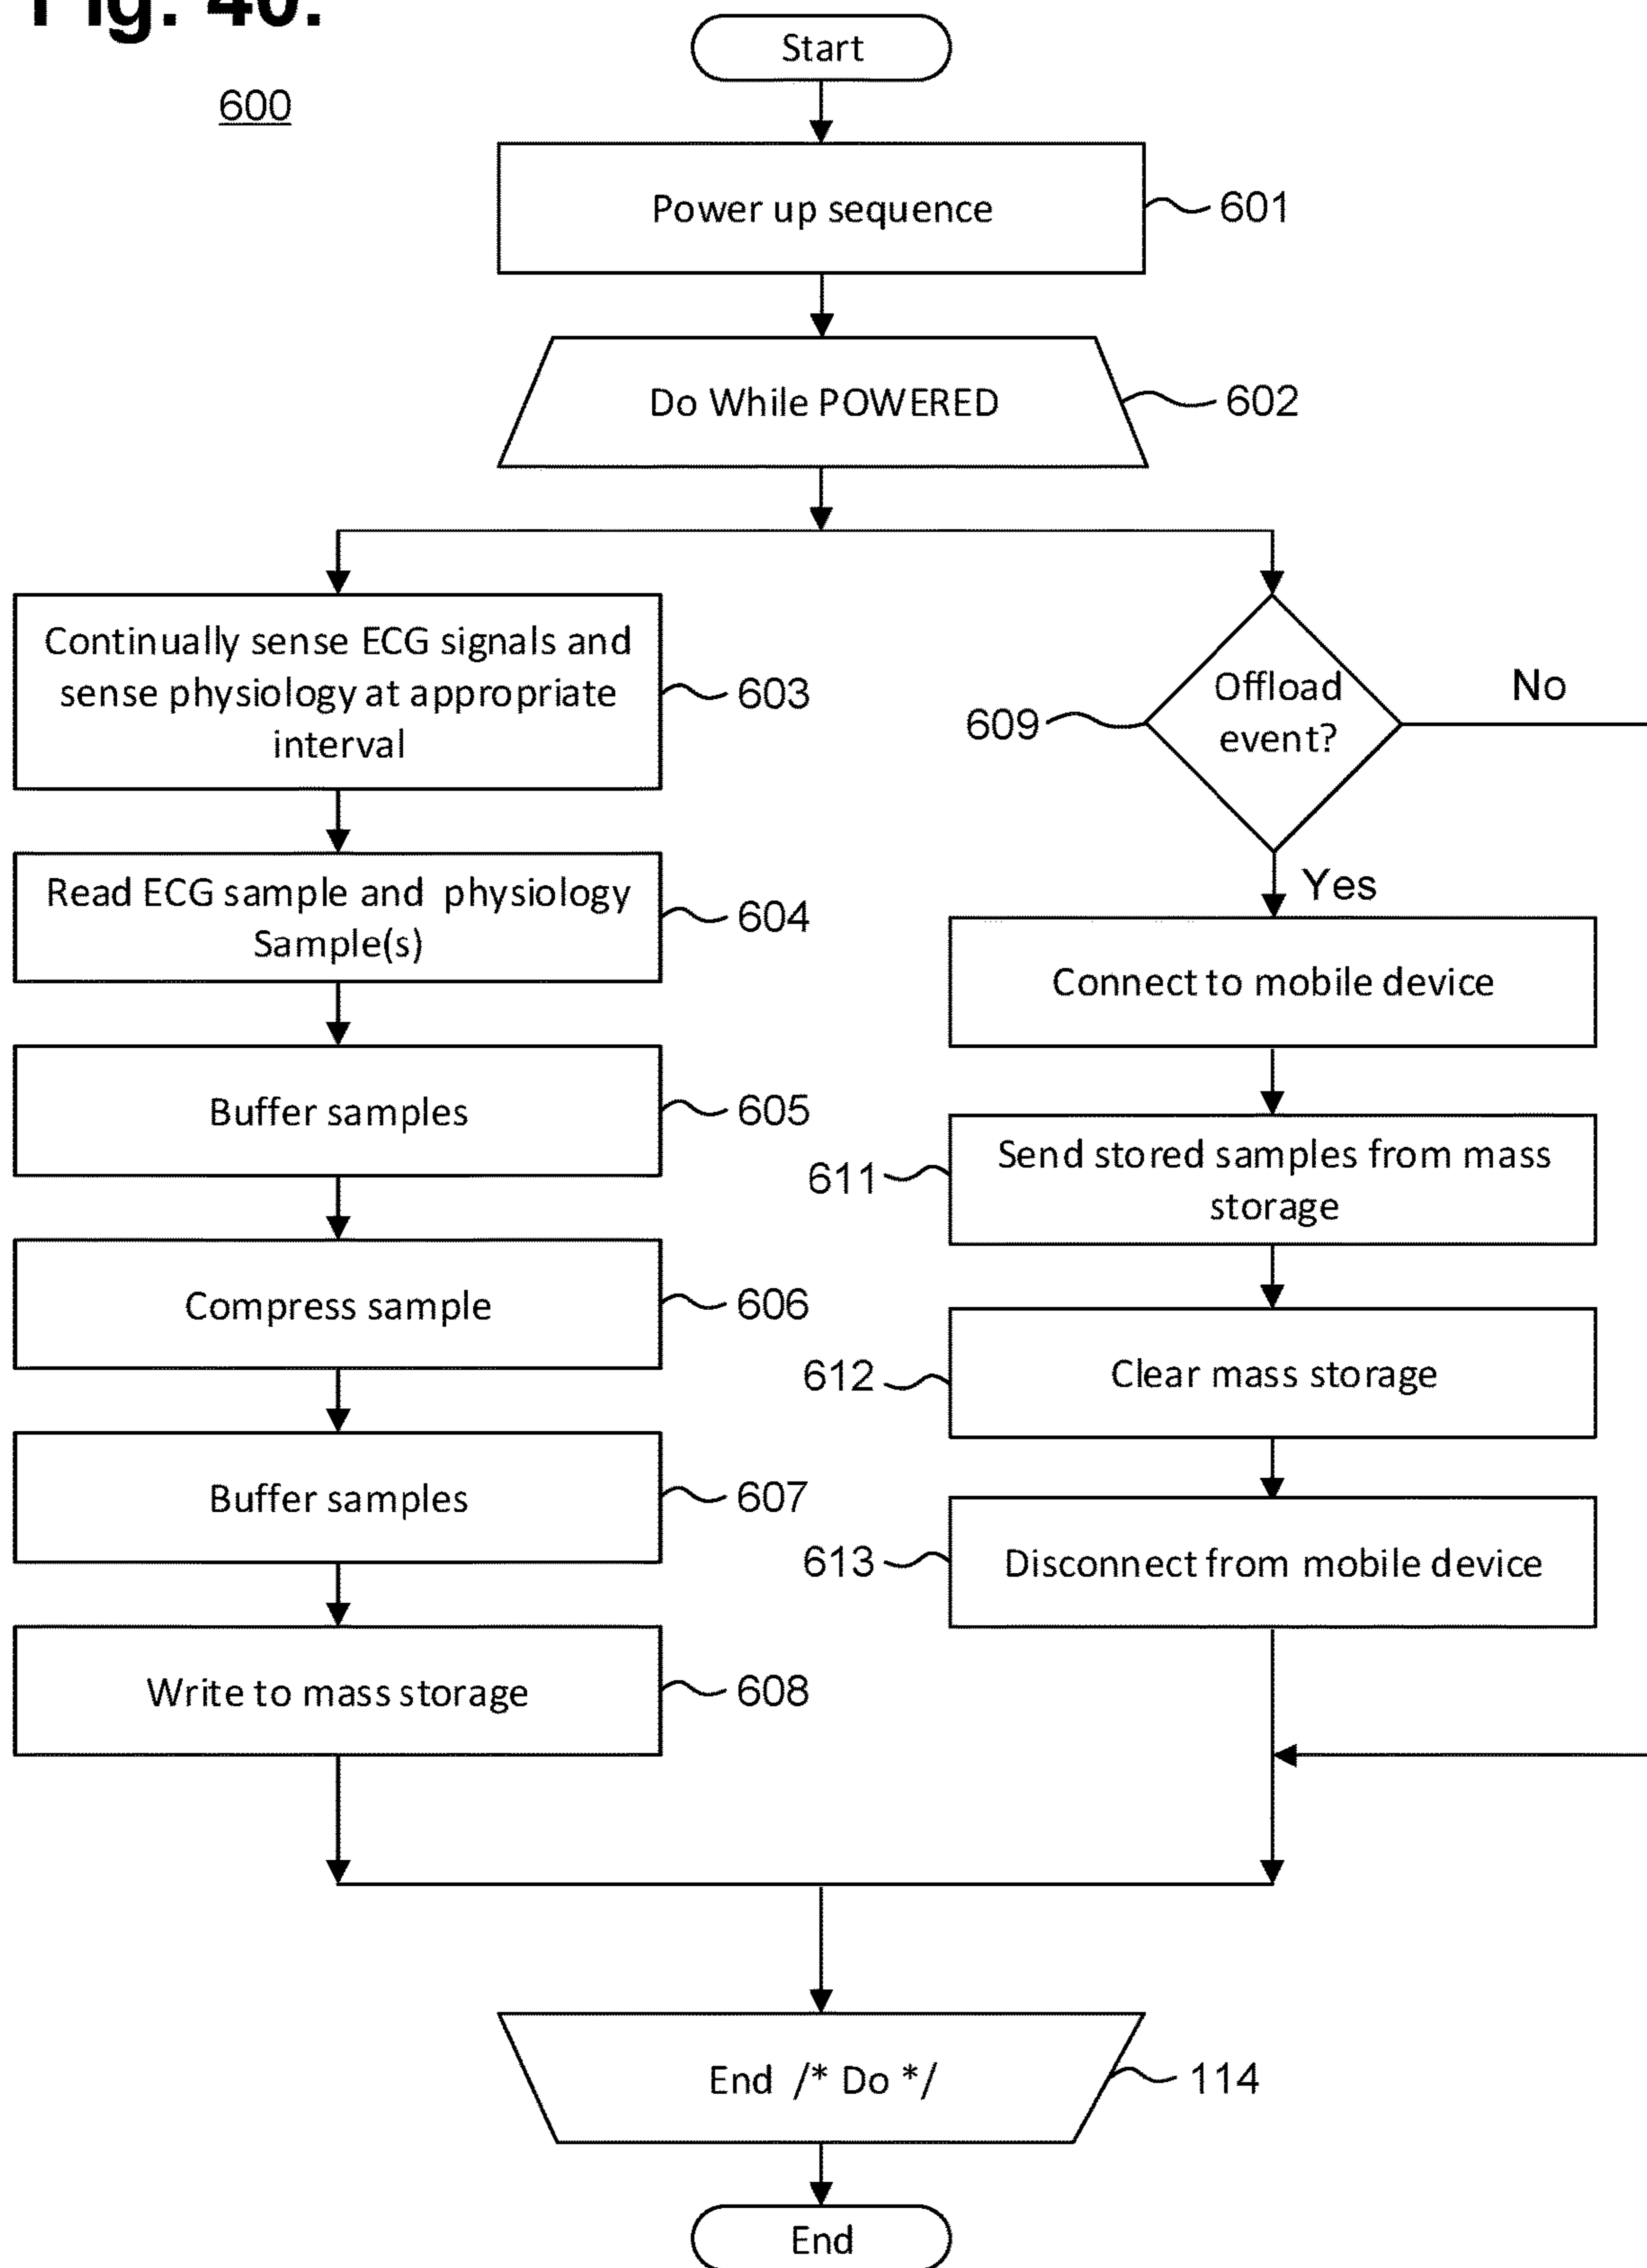 Fig. 40.
600
Start
Power up sequence
601
Do While POWERED
602
Continually sense ECG signals and
sense physiology at appropriate
interval
603
Read ECG sample and physiology
Sample(s)
604
Buffer samples
605
Compress sample
606
Buffer samples
607
Write to mass storage
608
Offload
event?
609
No
Yes
Connect to mobile device
Send stored samples from mass
storage
611
Clear mass storage
612
Disconnect from mobile device
613
End /* Do */
114
End